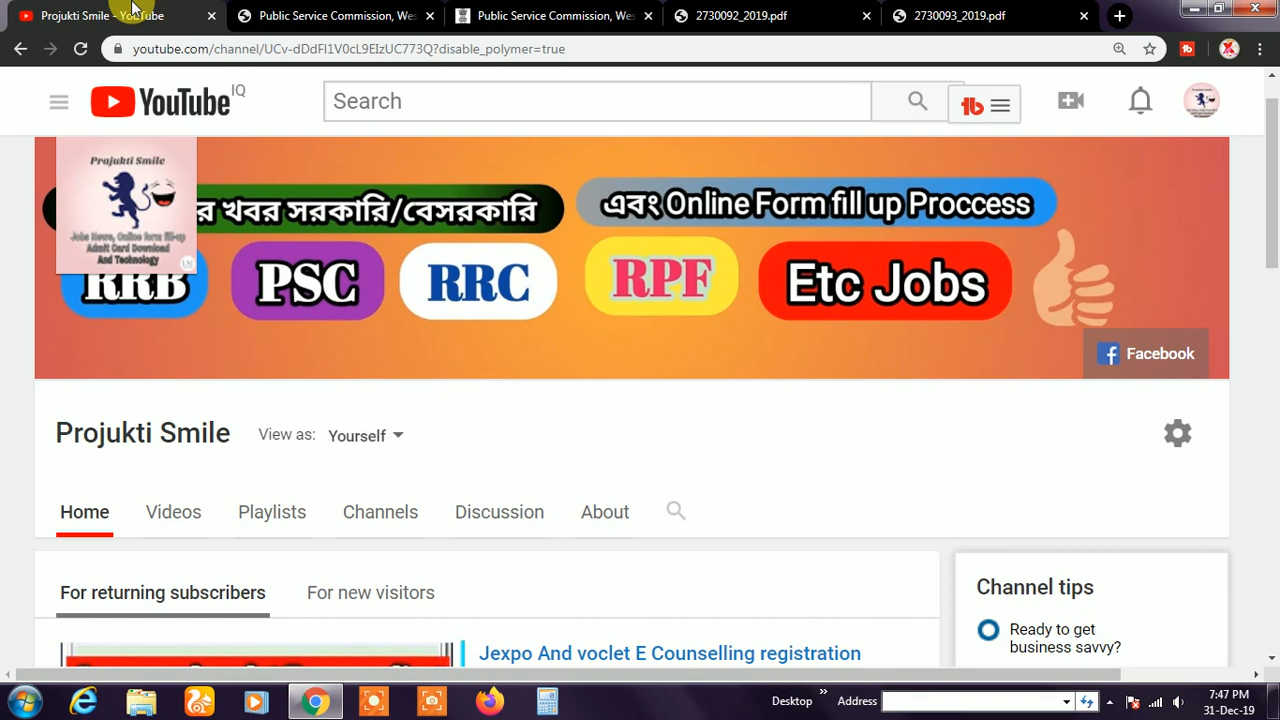 Projukti Smile - YouTube
Public Service Commission, Wes
Public Service Commission, Wes
2730092_2019.pdf
2730093_2019.pdf
youtube.com/channel/UCv-dDdFI1V0cL9EIzUC773Q?disable_polymer=true
YouTube IQ
Search
Prajukti Smile
Jobs News, Online form fill-up
Admit Card Download
And Technology
র খবর সরকারি/বেসরকারি
এবং Online Form fill up Proccess
RRB
PSC
RRC
RPF
Etc Jobs
Facebook
Projukti Smile
View as:
Yourself
Home
Videos
Playlists
Channels
Discussion
About
For returning subscribers
For new visitors
Channel tips
Ready to get
business savvy?
Jexpo And voclet E Counselling registration
Desktop
Address
7:47 PM
31-Dec-19